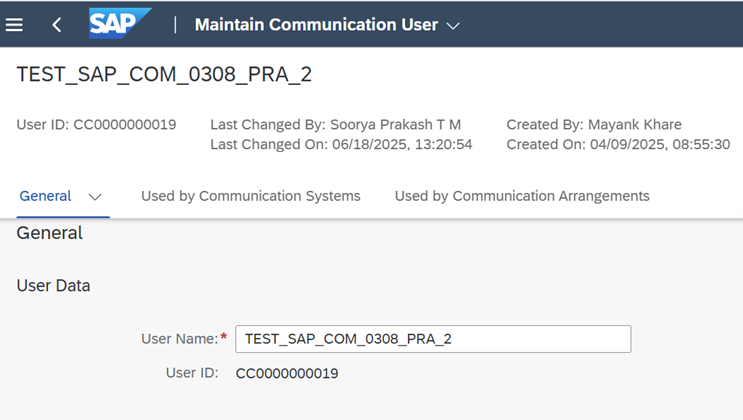 SAP | Maintain Communication User
TEST_SAP_COM_0308_PRA_2
User ID: CC0000000019 Last Changed By: Soorya Prakash T M Created By: Mayank Khare
Last Changed On: 06/18/2025, 13:20:54 Created On: 04/09/2025, 08:55:30
General Used by Communication Systems Used by Communication Arrangements
General
User Data
User Name:* TEST_SAP_COM_0308_PRA_2
User ID: CC0000000019